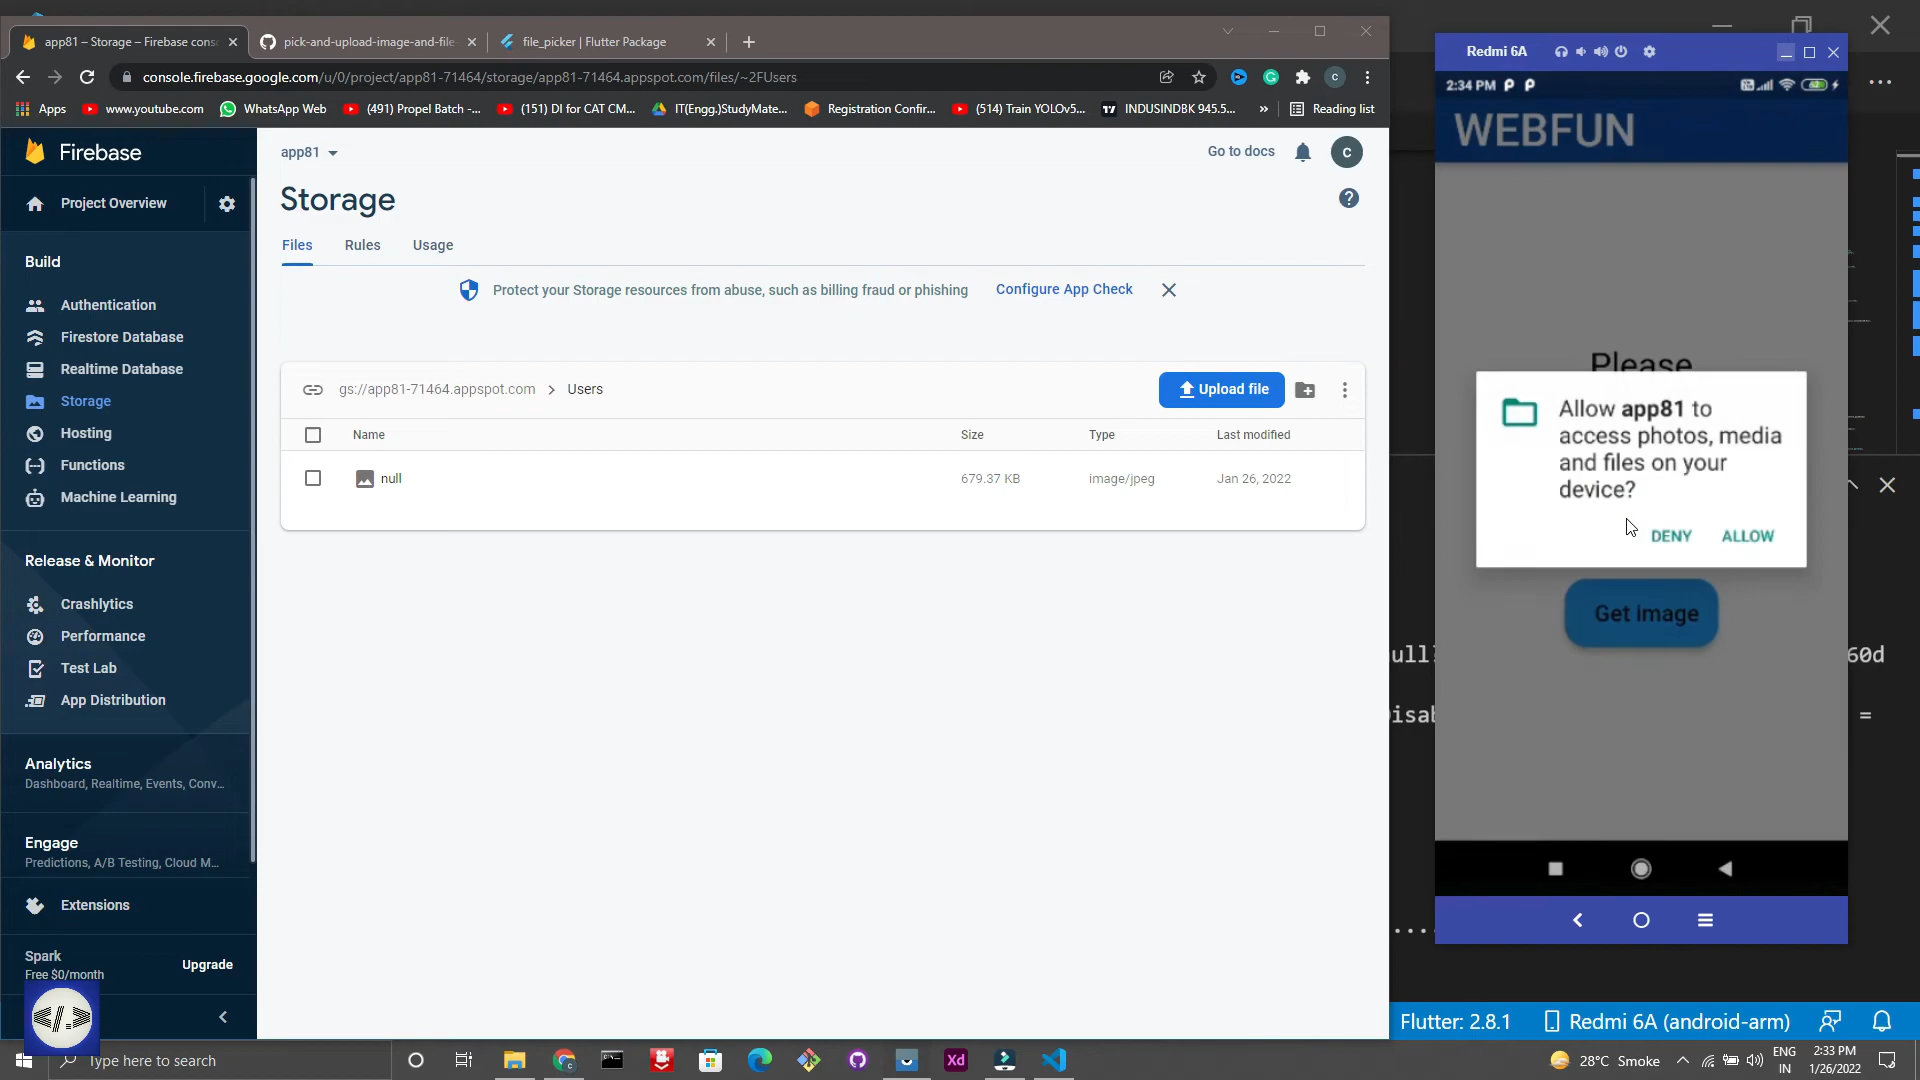 app81 – Storage – Firebase cons
pick-and-upload-image-and-file
file_picker | Flutter Package
console.firebase.google.com/u/0/project/app81-71464/storage/app81-71464.appspot.com/files/~2FUsers
Apps
www.youtube.com
WhatsApp Web
(491) Propel Batch -...
(151) DI for CAT CM...
IT(Engg.)StudyMate...
Registration Confir...
(514) Train YOLOv5...
INDUSINDBK 945.5...
»
Reading list
Firebase
Project Overview
Build
Authentication
Firestore Database
Realtime Database
Storage
Hosting
Functions
Machine Learning
Release & Monitor
Crashlytics
Performance
Test Lab
App Distribution
Analytics
Dashboard, Realtime, Events, Conv...
Engage
Predictions, A/B Testing, Cloud M...
Extensions
Spark
Free $0/month
Upgrade
app81
Go to docs
C
Storage
Files
Rules
Usage
Protect your Storage resources from abuse, such as billing fraud or phishing
Configure App Check
gs://app81-71464.appspot.com > Users
Upload file
Name
Size
Type
Last modified
null
679.37 KB
image/jpeg
Jan 26, 2022
Redmi 6A
2:34 PM
WEBFUN
Please
Allow app81 to
access photos, media
and files on your
device?
DENY
ALLOW
Get image
ull?
60d
Disab
=
....
Flutter: 2.8.1
Redmi 6A (android-arm)
</.>
Type here to search
Xd
28°C Smoke
ENG
IN
2:33 PM
1/26/2022